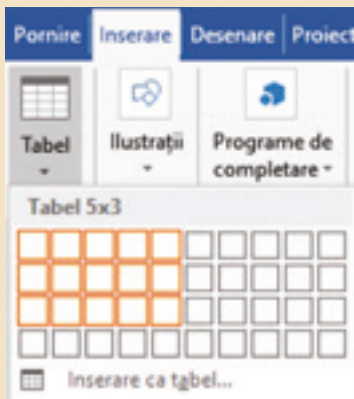 Pornire Inserare Desenare Proiect
Tabel Ilustrații Programe de completare
Tabel 5x3
Inserare ca tabel...